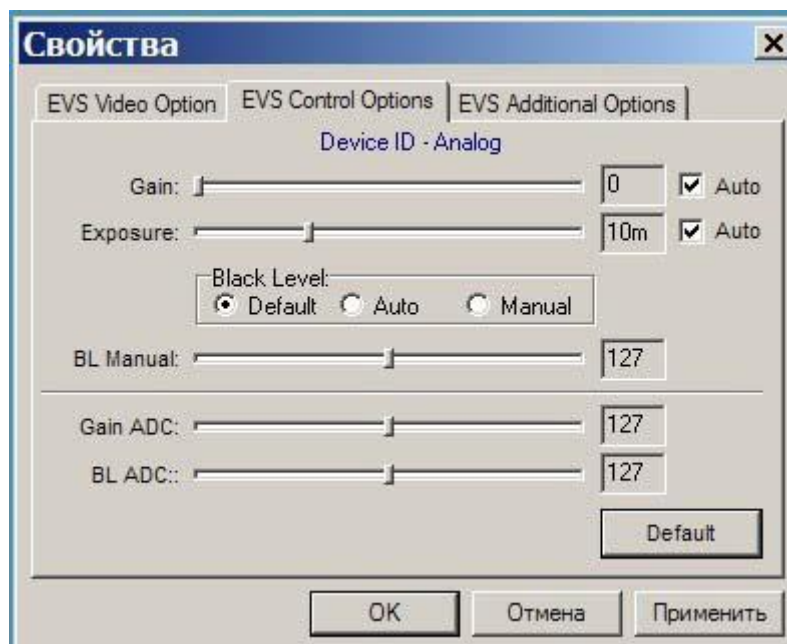 Свойства
EVS Video Option EVS Control Options EVS Additional Options
Device ID - Analog
Gain: 0 Auto
Exposure: 10m Auto
Black Level:
Default Auto Manual
BL Manual: 127
Gain ADC: 127
BL ADC:: 127
Default
OK Отмена Применить